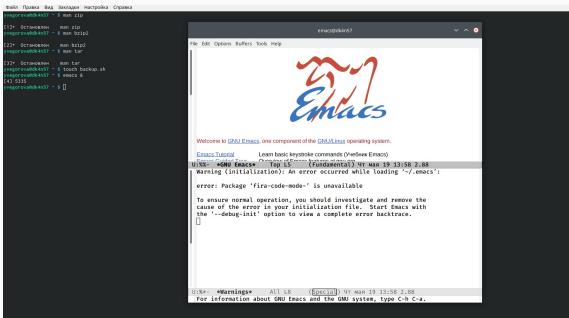 Файл Правка Вид Закладки Настройка Справка
yvegorova@dk4n57 ~ $ man zip
[1]+ Остановлен man zip
yvegorova@dk4n57 ~ $ man bzip2
[2]+ Остановлен man bzip2
yvegorova@dk4n57 ~ $ man tar
[3]+ Остановлен man tar
yvegorova@dk4n57 ~ $ touch backup.sh
yvegorova@dk4n57 ~ $ emacs &
[4] 5335
yvegorova@dk4n57 ~ $
emacs@dk4n57
File Edit Options Buffers Tools Help
Emacs
Welcome to GNU Emacs, one component of the GNU/Linux operating system.
Emacs Tutorial Learn basic keystroke commands (Учебник Emacs)
U:%%- *GNU Emacs* Top L5 (Fundamental) Чт мая 19 13:58 2.88
Warning (initialization): An error occurred while loading ‘~/.emacs’:
error: Package ‘fira-code-mode-’ is unavailable
To ensure normal operation, you should investigate and remove the
cause of the error in your initialization file. Start Emacs with
the ‘--debug-init’ option to view a complete error backtrace.
U:%*- *Warnings* All L8 (Special) Чт мая 19 13:58 2.88
For information about GNU Emacs and the GNU system, type C-h C-a.